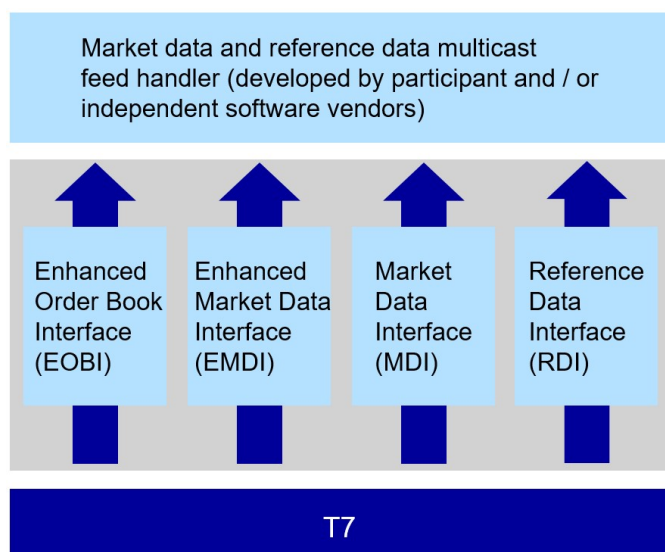 Market data and reference data multicast
feed handler (developed by participant and / or
independent software vendors)
Enhanced
Order Book
Interface
(EOBI)
Enhanced
Market Data
Interface
(EMDI)
Market
Data
Interface
(MDI)
Reference
Data
Interface
(RDI)
T7